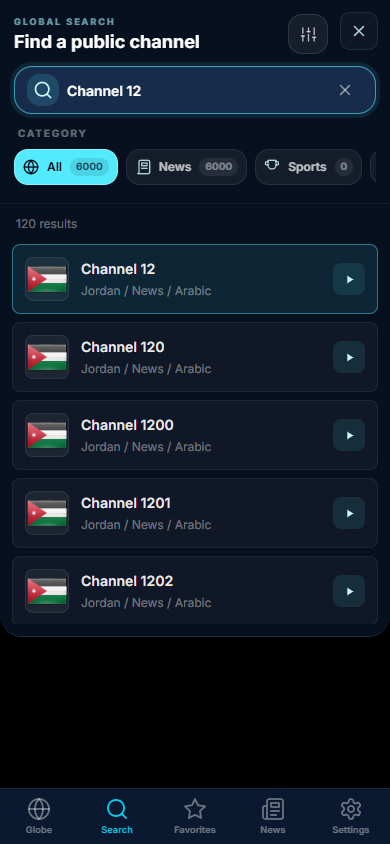 GLOBAL SEARCH
Find a public channel
Channel 12
CATEGORY
All 6000 News 6000 Sports 0
120 results
Channel 12
Jordan / News / Arabic
Channel 120
Jordan / News / Arabic
Channel 1200
Jordan / News / Arabic
Channel 1201
Jordan / News / Arabic
Channel 1202
Jordan / News / Arabic
Globe Search Favorites News Settings